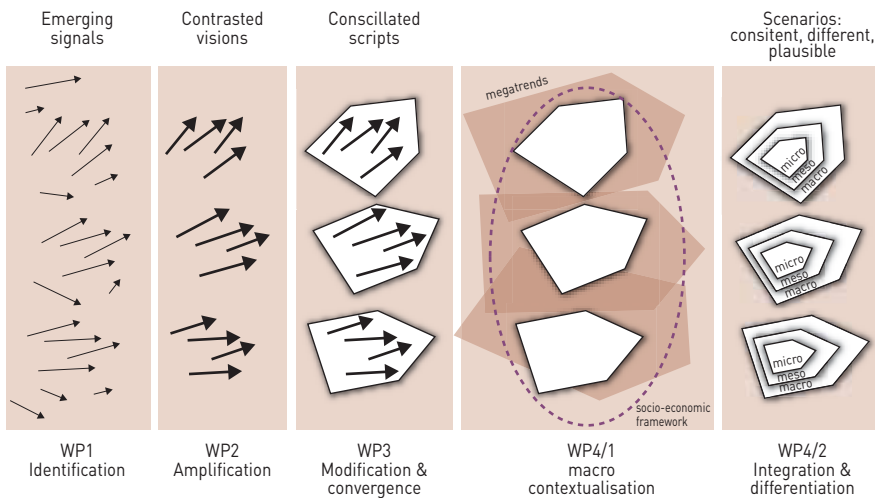 Emerging
signals
Contrasted
visions
Conscillated
scripts
Scenarios:
consitent, different,
plausible
megatrends
socio-economic
framework
micro
meso
macro
micro
meso
macro
micro
meso
macro
WP1
Identification
WP2
Amplification
WP3
Modification &
convergence
WP4/1
macro
contextualisation
WP4/2
Integration &
differentiation